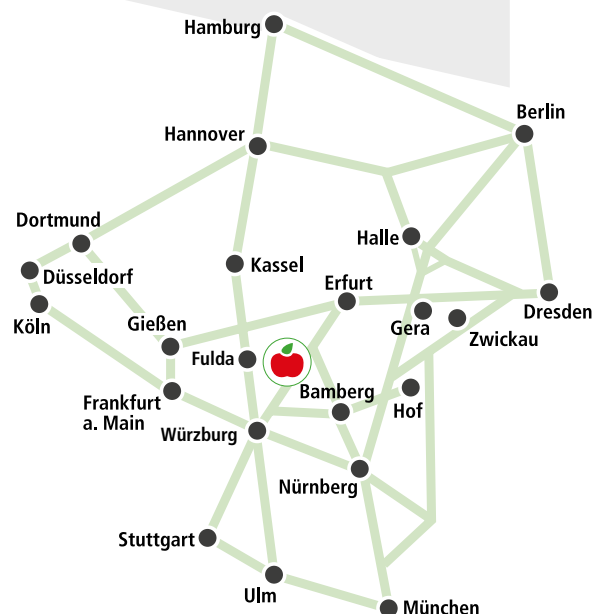 Hamburg
Berlin
Hannover
Dortmund
Halle
Kassel
Düsseldorf
Erfurt
Dresden
Köln
Gießen
Gera
Zwickau
Fulda
Bamberg
Frankfurt
a. Main
Hof
Würzburg
Nürnberg
Stuttgart
Ulm
München